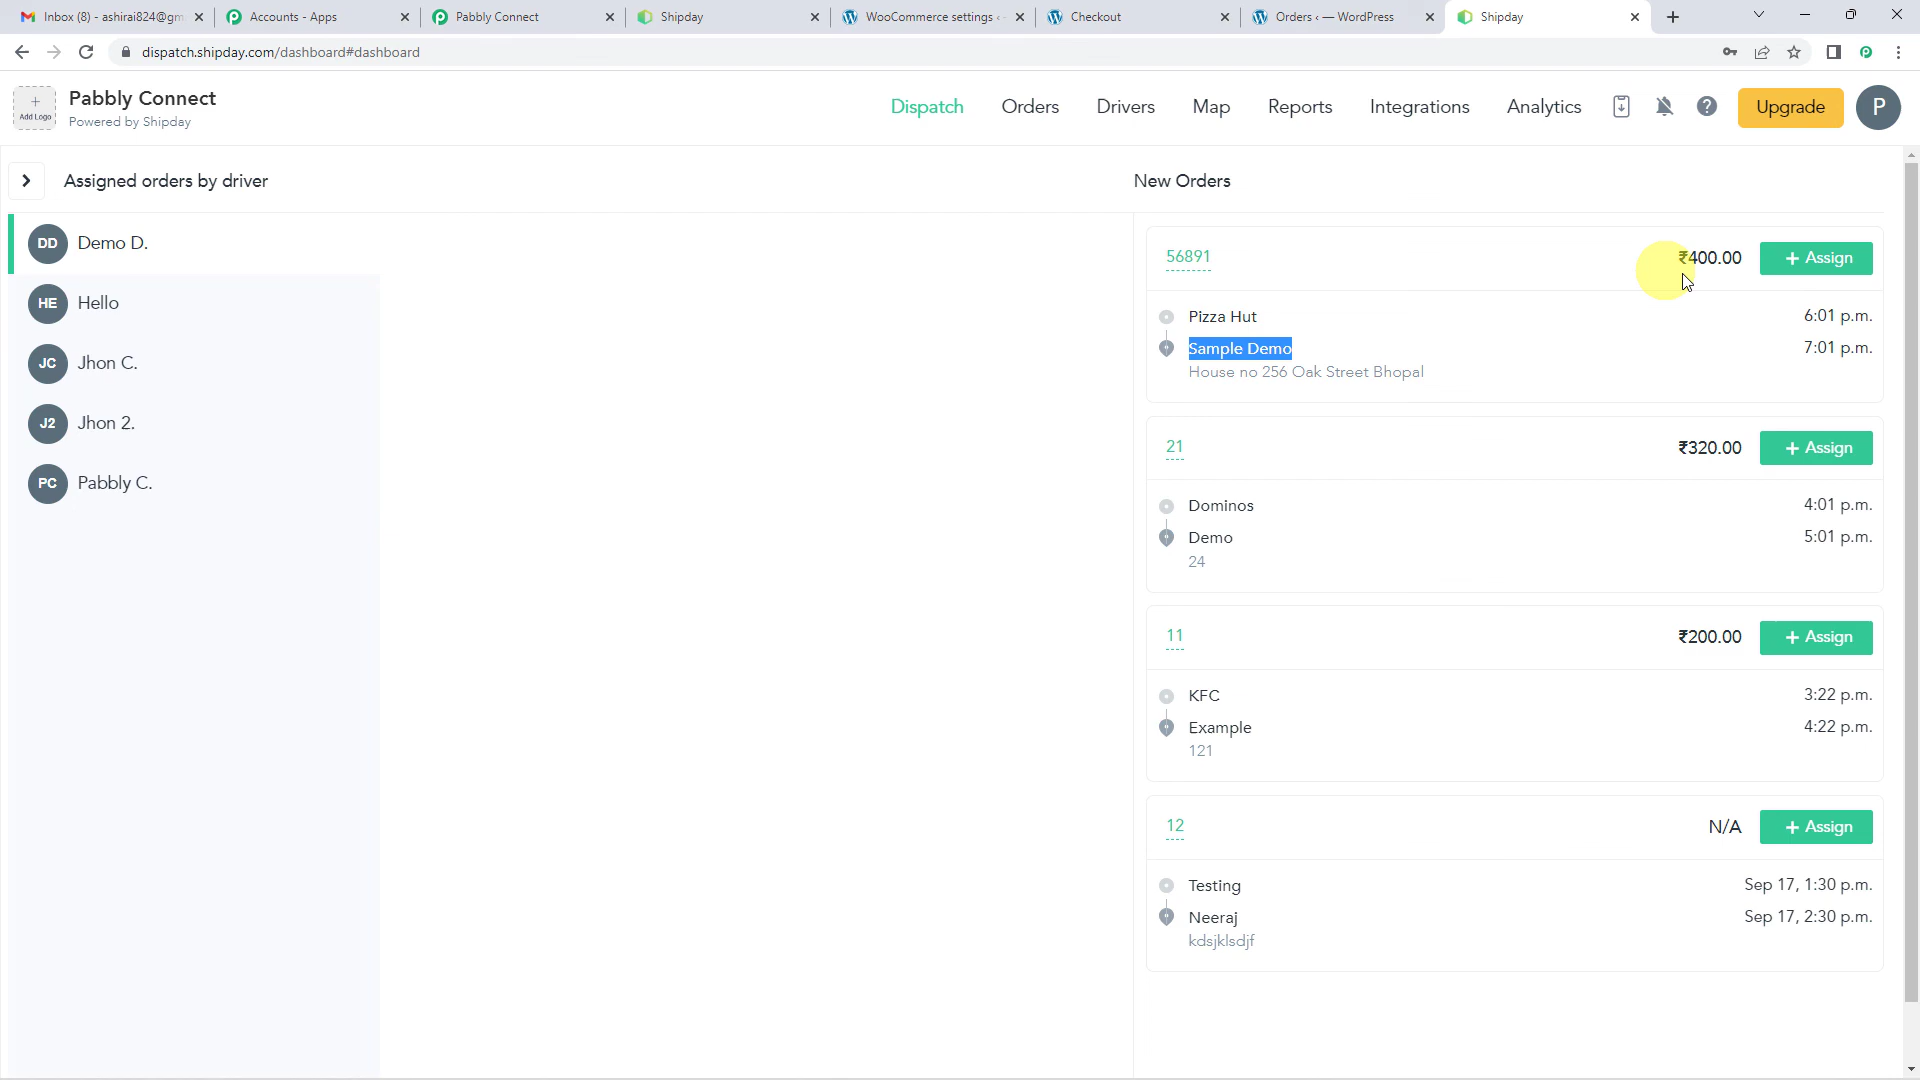 Inbox (8) - ashirai824@gm
Accounts - Apps
Pabbly Connect
Shipday
WooCommerce settings ‹
Checkout
Orders ‹ — WordPress
Shipday
dispatch.shipday.com/dashboard#dashboard
+
Add Logo
Pabbly Connect
Powered by Shipday
Dispatch
Orders
Drivers
Map
Reports
Integrations
Analytics
?
Upgrade
P
Assigned orders by driver
New Orders
DD Demo D.
HE Hello
JC Jhon C.
J2 Jhon 2.
PC Pabbly C.
56891 ₹400.00 + Assign
Pizza Hut 6:01 p.m.
Sample Demo 7:01 p.m.
House no 256 Oak Street Bhopal
21 ₹320.00 + Assign
Dominos 4:01 p.m.
Demo 5:01 p.m.
24
11 ₹200.00 + Assign
KFC 3:22 p.m.
Example 4:22 p.m.
121
12 N/A + Assign
Testing Sep 17, 1:30 p.m.
Neeraj Sep 17, 2:30 p.m.
kdsjklsdjf